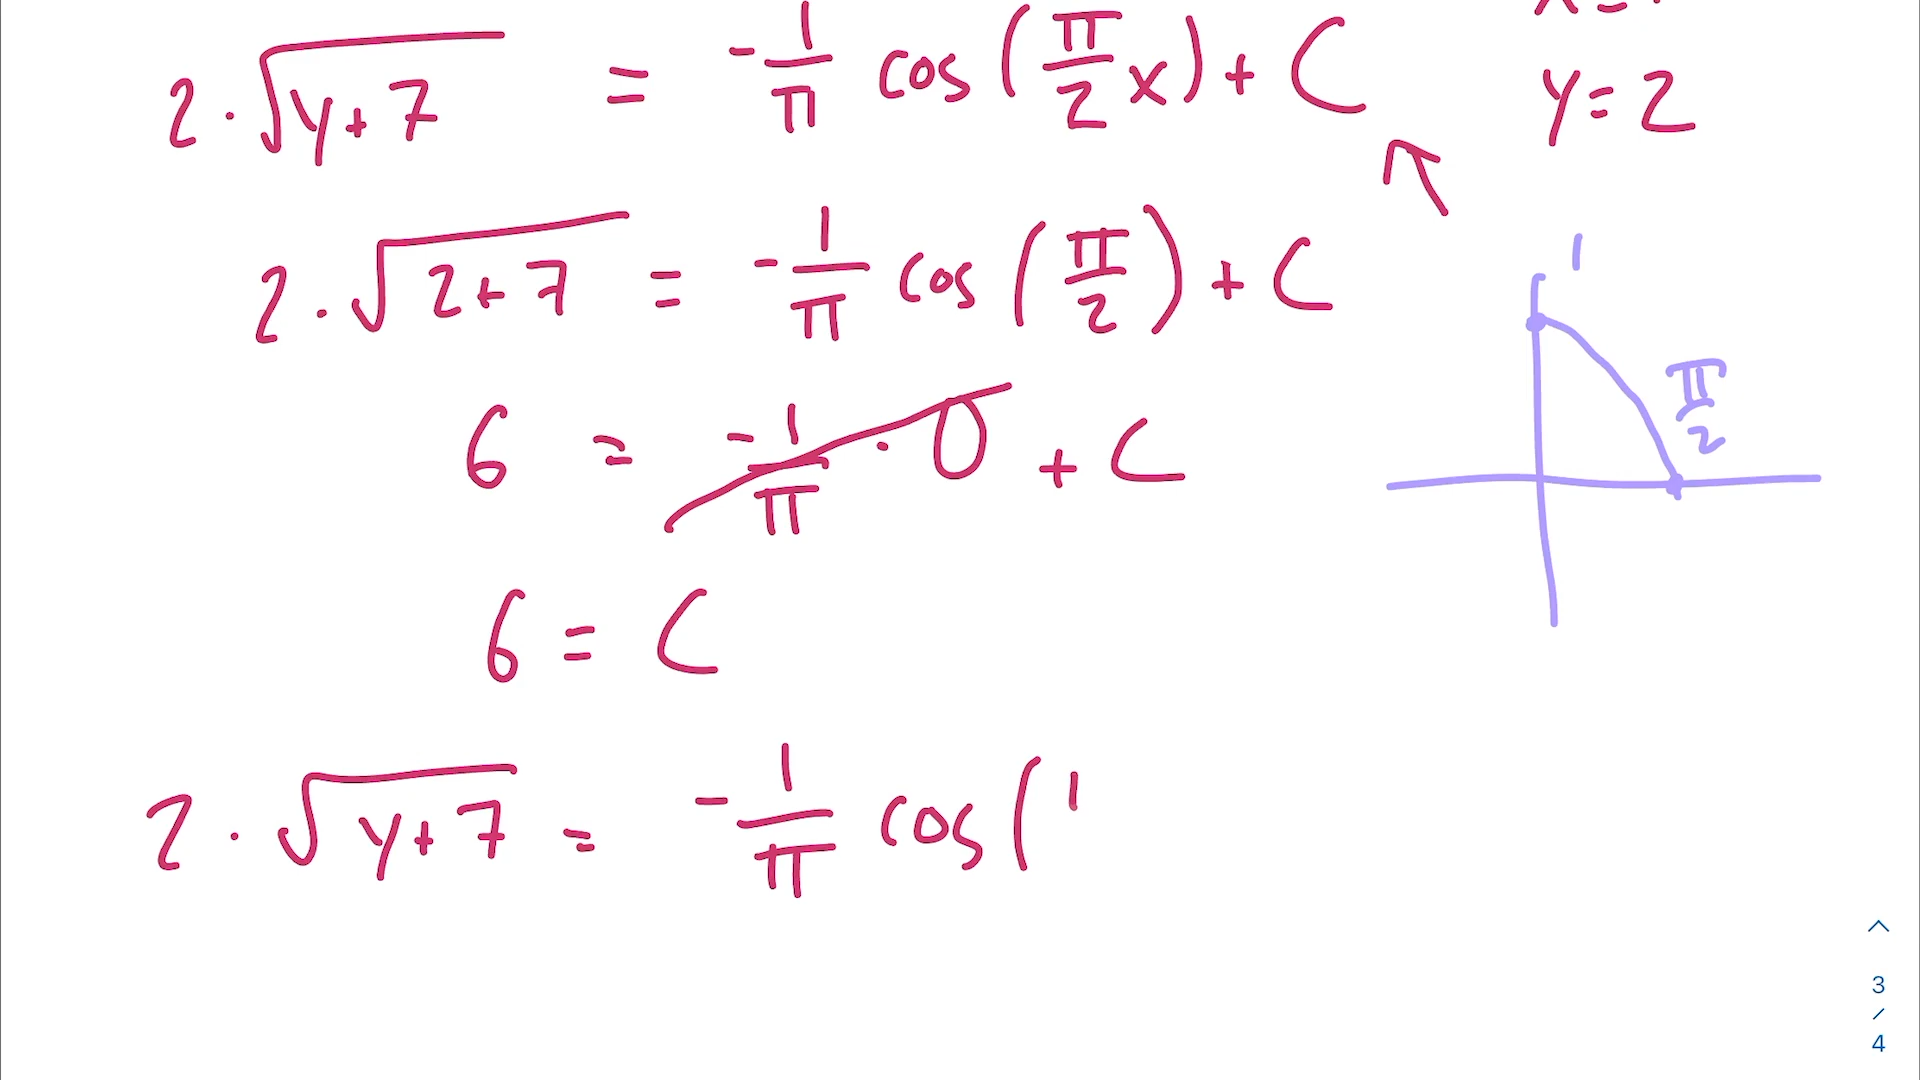 x =
2 · √(y+7) = -1/π cos(π/2 x) + C
y = 2
2 · √(2+7) = -1/π cos(π/2) + C
1
π/2
6 = -1/π · 0 + C
6 = C
2 · √(y+7) = -1/π cos(
3
/
4